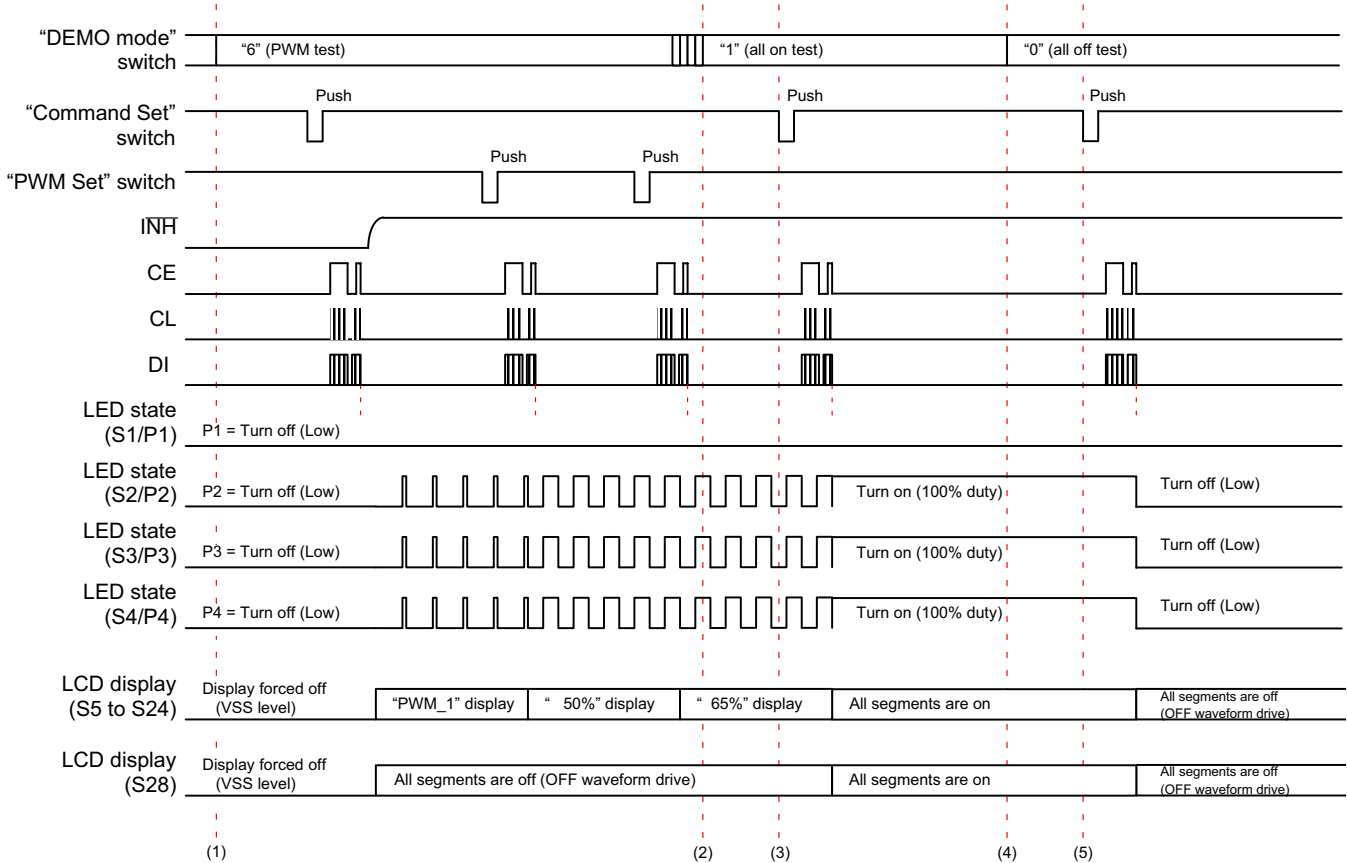 “DEMO mode”
switch
“6” (PWM test)
“1” (all on test)
“0” (all off test)
“Command Set”
switch
Push
Push
Push
“PWM Set” switch
Push
Push
INH
CE
CL
DI
LED state
(S1/P1)
P1 = Turn off (Low)
LED state
(S2/P2)
P2 = Turn off (Low)
Turn on (100% duty)
Turn off (Low)
LED state
(S3/P3)
P3 = Turn off (Low)
Turn on (100% duty)
Turn off (Low)
LED state
(S4/P4)
P4 = Turn off (Low)
Turn on (100% duty)
Turn off (Low)
LCD display
(S5 to S24)
Display forced off
(VSS level)
“PWM_1” display
“ 50%” display
“ 65%” display
All segments are on
All segments are off
(OFF waveform drive)
LCD display
(S28)
Display forced off
(VSS level)
All segments are off (OFF waveform drive)
All segments are on
All segments are off
(OFF waveform drive)
(1)
(2)
(3)
(4)
(5)